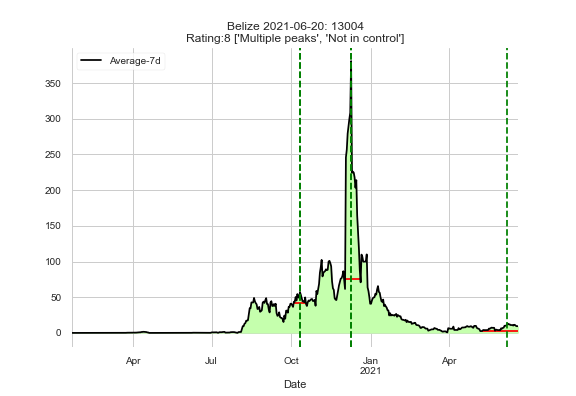 Belize 2021-06-20: 13004
Rating:8 ['Multiple peaks', 'Not in control']
Average-7d
350
300
250
200
150
100
50
0
Apr
Jul
Oct
Jan
2021
Apr
Date